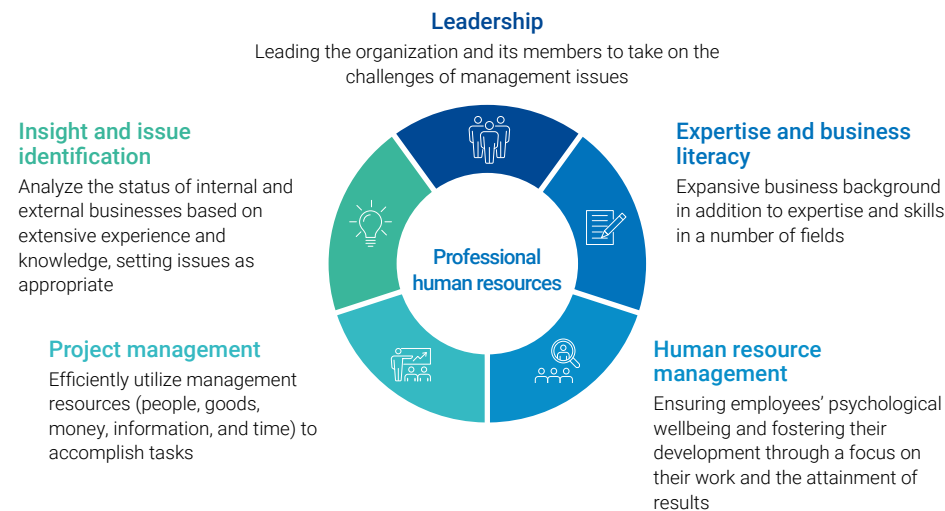 Leadership
Leading the organization and its members to take on the
challenges of management issues
Insight and issue
identification
Analyze the status of internal and
external businesses based on
extensive experience and
knowledge, setting issues as
appropriate
Expertise and business
literacy
Expansive business background
in addition to expertise and skills
in a number of fields
Professional
human resources
Project management
Efficiently utilize management
resources (people, goods,
money, information, and time) to
accomplish tasks
Human resource
management
Ensuring employees’ psychological
wellbeing and fostering their
development through a focus on
their work and the attainment of
results